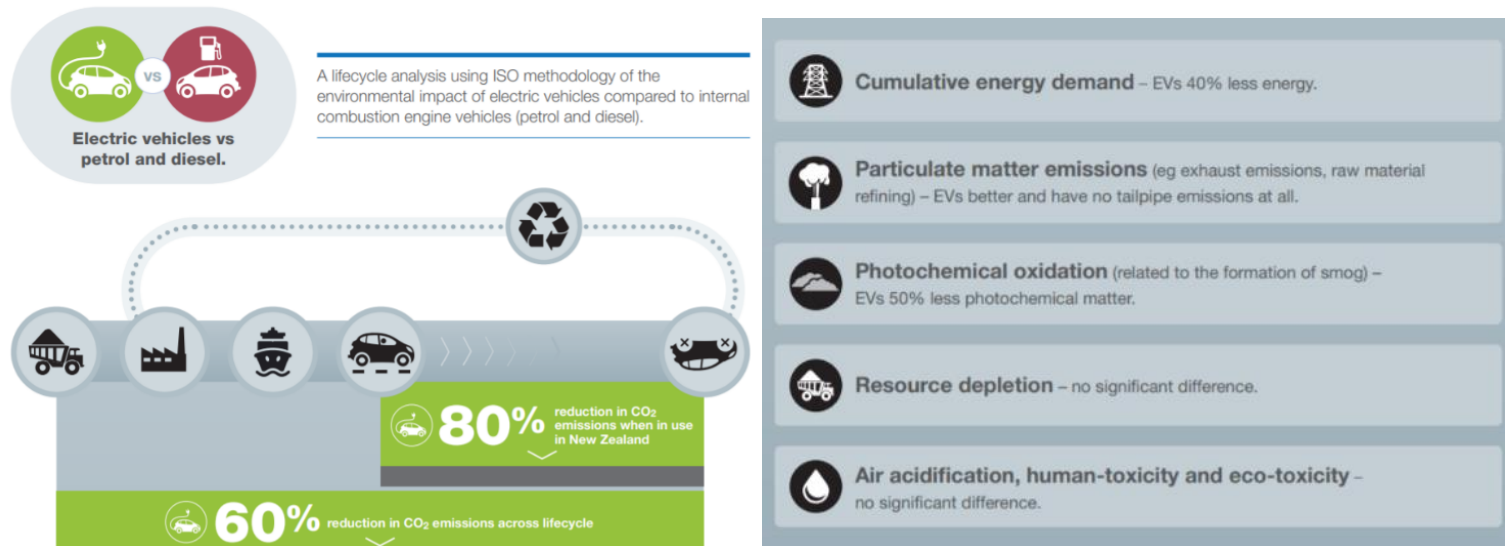 vs
Electric vehicles vs
petrol and diesel.
A lifecycle analysis using ISO methodology of the
environmental impact of electric vehicles compared to internal
combustion engine vehicles (petrol and diesel).
80% reduction in CO₂
emissions when in use
in New Zealand
60% reduction in CO₂ emissions across lifecycle
Cumulative energy demand – EVs 40% less energy.
Particulate matter emissions (eg exhaust emissions, raw material
refining) – EVs better and have no tailpipe emissions at all.
Photochemical oxidation (related to the formation of smog) –
EVs 50% less photochemical matter.
Resource depletion – no significant difference.
Air acidification, human-toxicity and eco-toxicity –
no significant difference.